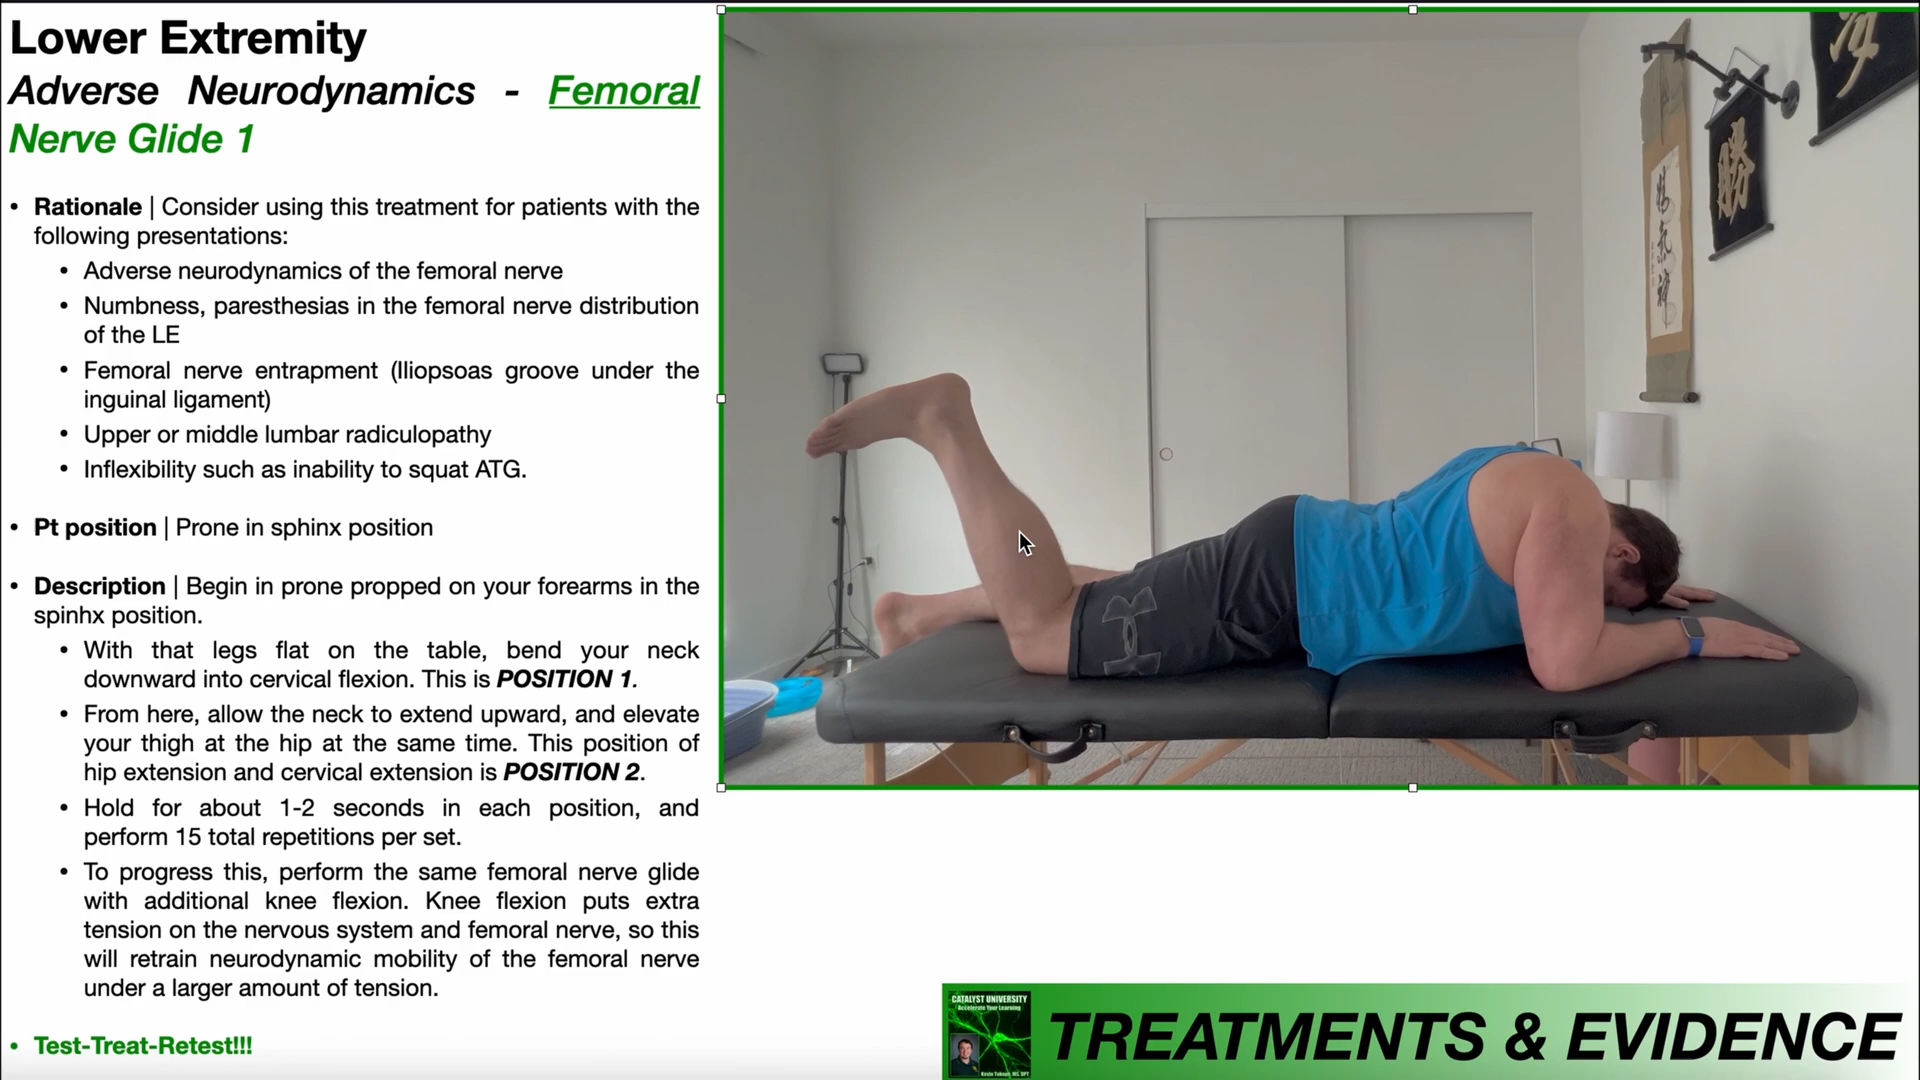 Lower Extremity
Adverse Neurodynamics - Femoral
Nerve Glide 1
• Rationale | Consider using this treatment for patients with the
following presentations:
• Adverse neurodynamics of the femoral nerve
• Numbness, paresthesias in the femoral nerve distribution
of the LE
• Femoral nerve entrapment (Iliopsoas groove under the
inguinal ligament)
• Upper or middle lumbar radiculopathy
• Inflexibility such as inability to squat ATG.
• Pt position | Prone in sphinx position
• Description | Begin in prone propped on your forearms in the
spinhx position.
• With that legs flat on the table, bend your neck
downward into cervical flexion. This is POSITION 1.
• From here, allow the neck to extend upward, and elevate
your thigh at the hip at the same time. This position of
hip extension and cervical extension is POSITION 2.
• Hold for about 1-2 seconds in each position, and
perform 15 total repetitions per set.
• To progress this, perform the same femoral nerve glide
with additional knee flexion. Knee flexion puts extra
tension on the nervous system and femoral nerve, so this
will retrain neurodynamic mobility of the femoral nerve
under a larger amount of tension.
• Test-Treat-Retest!!!
勝
CATALYST UNIVERSITY
Accelerate Your Learning
TREATMENTS & EVIDENCE